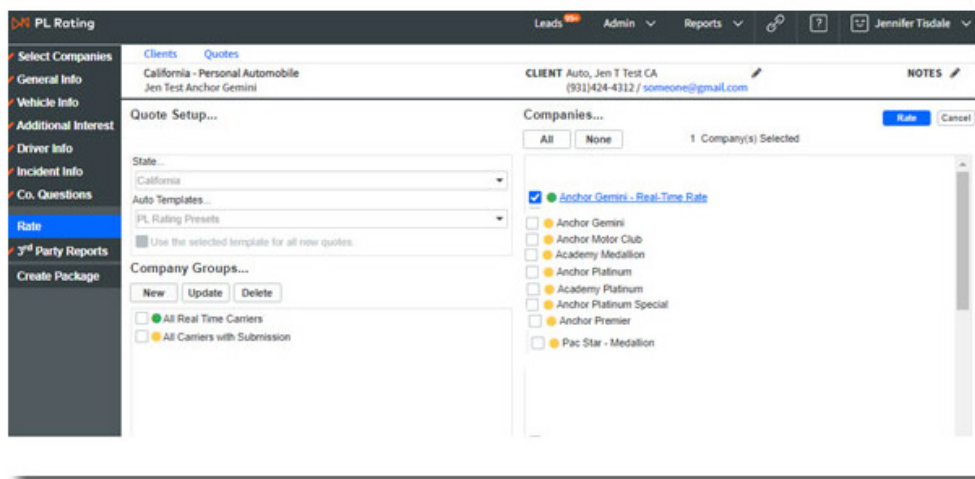 PL Rating
Leads 99+ Admin Reports ? Jennifer Tisdale
Select Companies
General Info
Vehicle Info
Additional Interest
Driver Info
Incident Info
Co. Questions
Rate
3rd Party Reports
Create Package
Clients Quotes
California - Personal Automobile
Jen Test Anchor Gemini
CLIENT Auto, Jen T Test CA
(931)424-4312 / someone@gmail.com
NOTES
Quote Setup...
State...
California
Auto Templates...
PL Rating Presets
Use the selected template for all new quotes.
Company Groups...
New Update Delete
All Real Time Carriers
All Carriers with Submission
Companies...
Rate Cancel
All None 1 Company(s) Selected
Anchor Gemini - Real-Time Rate
Anchor Gemini
Anchor Motor Club
Academy Medallion
Anchor Platinum
Academy Platinum
Anchor Platinum Special
Anchor Premier
Pac Star - Medallion